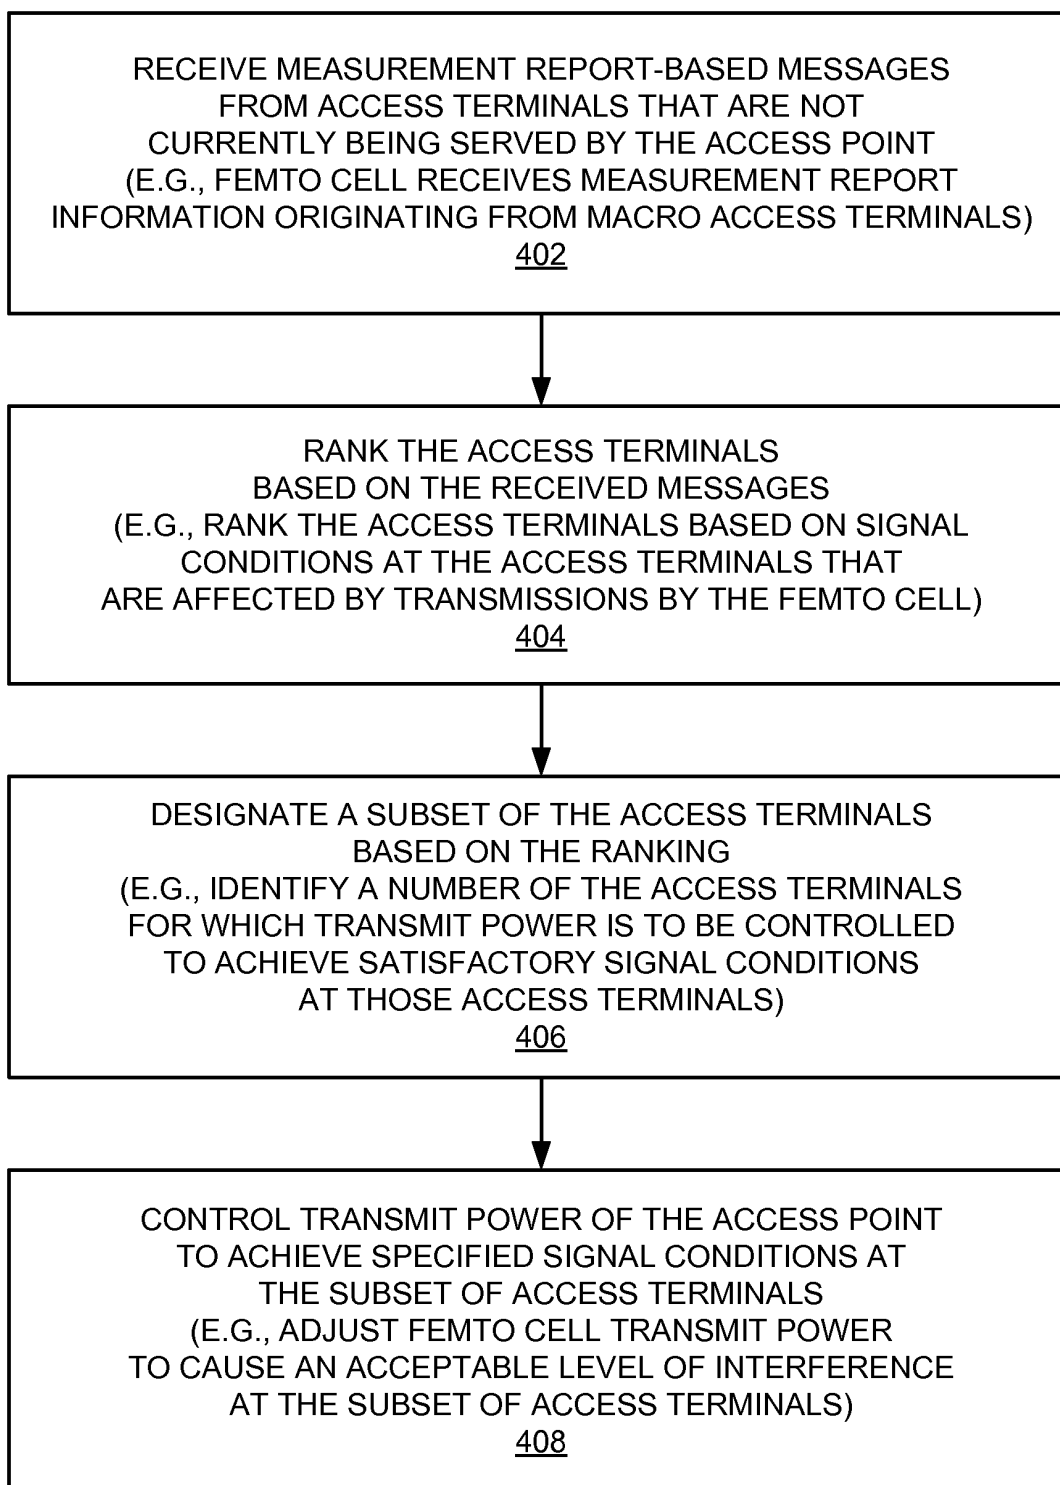 RECEIVE MEASUREMENT REPORT-BASED MESSAGES
FROM ACCESS TERMINALS THAT ARE NOT
CURRENTLY BEING SERVED BY THE ACCESS POINT
(E.G., FEMTO CELL RECEIVES MEASUREMENT REPORT
INFORMATION ORIGINATING FROM MACRO ACCESS TERMINALS)
402
RANK THE ACCESS TERMINALS
BASED ON THE RECEIVED MESSAGES
(E.G., RANK THE ACCESS TERMINALS BASED ON SIGNAL
CONDITIONS AT THE ACCESS TERMINALS THAT
ARE AFFECTED BY TRANSMISSIONS BY THE FEMTO CELL)
404
DESIGNATE A SUBSET OF THE ACCESS TERMINALS
BASED ON THE RANKING
(E.G., IDENTIFY A NUMBER OF THE ACCESS TERMINALS
FOR WHICH TRANSMIT POWER IS TO BE CONTROLLED
TO ACHIEVE SATISFACTORY SIGNAL CONDITIONS
AT THOSE ACCESS TERMINALS)
406
CONTROL TRANSMIT POWER OF THE ACCESS POINT
TO ACHIEVE SPECIFIED SIGNAL CONDITIONS AT
THE SUBSET OF ACCESS TERMINALS
(E.G., ADJUST FEMTO CELL TRANSMIT POWER
TO CAUSE AN ACCEPTABLE LEVEL OF INTERFERENCE
AT THE SUBSET OF ACCESS TERMINALS)
408